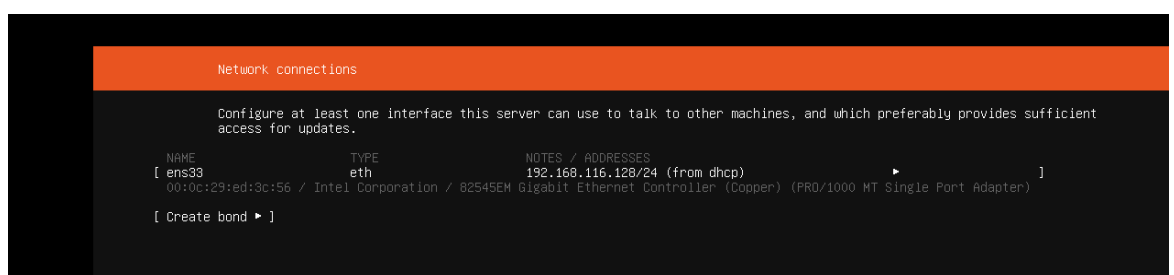 Network connections
Configure at least one interface this server can use to talk to other machines, and which preferably provides sufficient
access for updates.
NAME TYPE NOTES / ADDRESSES
[ ens33 eth 192.168.116.128/24 (from dhcp) ▸ ]
00:0c:29:ed:3c:56 / Intel Corporation / 82545EM Gigabit Ethernet Controller (Copper) (PRO/1000 MT Single Port Adapter)
[ Create bond ▸ ]